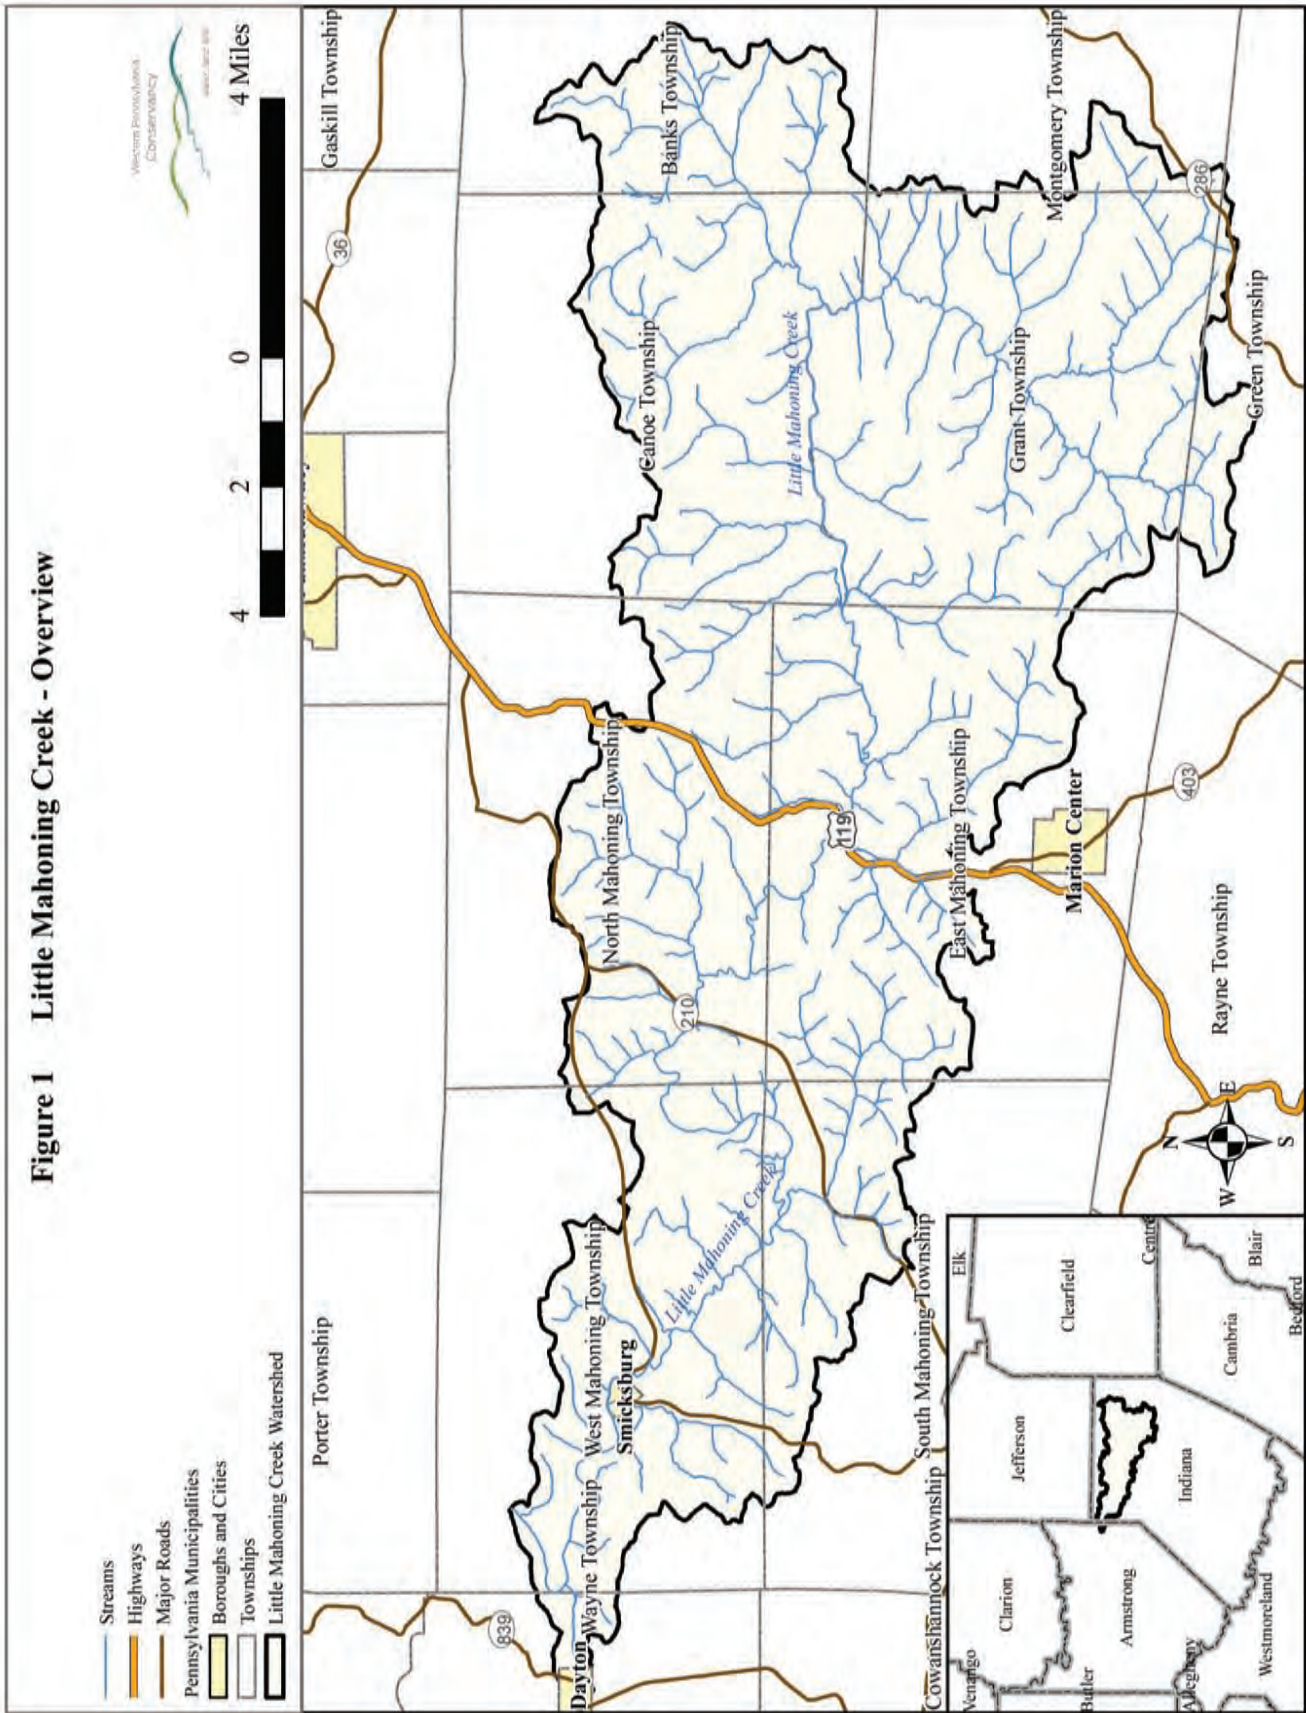 Figure 1 Little Mahoning Creek - Overview
Streams
Highways
Major Roads
Pennsylvania Municipalities
Boroughs and Cities
Townships
Little Mahoning Creek Watershed
4 2 0 4 Miles
Western Pennsylvania
Conservancy
Porter Township
Gaskill Township
36
839
Dayton
Wayne Township
West Mahoning Township
Smicksburg
North Mahoning Township
Canoe Township
Banks Township
210
Little Mahoning Creek
Little Mahoning Creek
119
East Mahoning Township
Grant Township
Montgomery Township
286
Marion Center
403
Green Township
South Mahoning Township
Cowanshannock Township
Rayne Township
N
W E
S
Venango
Clarion
Jefferson
Elk
Clearfield
Centre
Butler
Armstrong
Indiana
Cambria
Blair
Allegheny
Westmoreland
Bedford